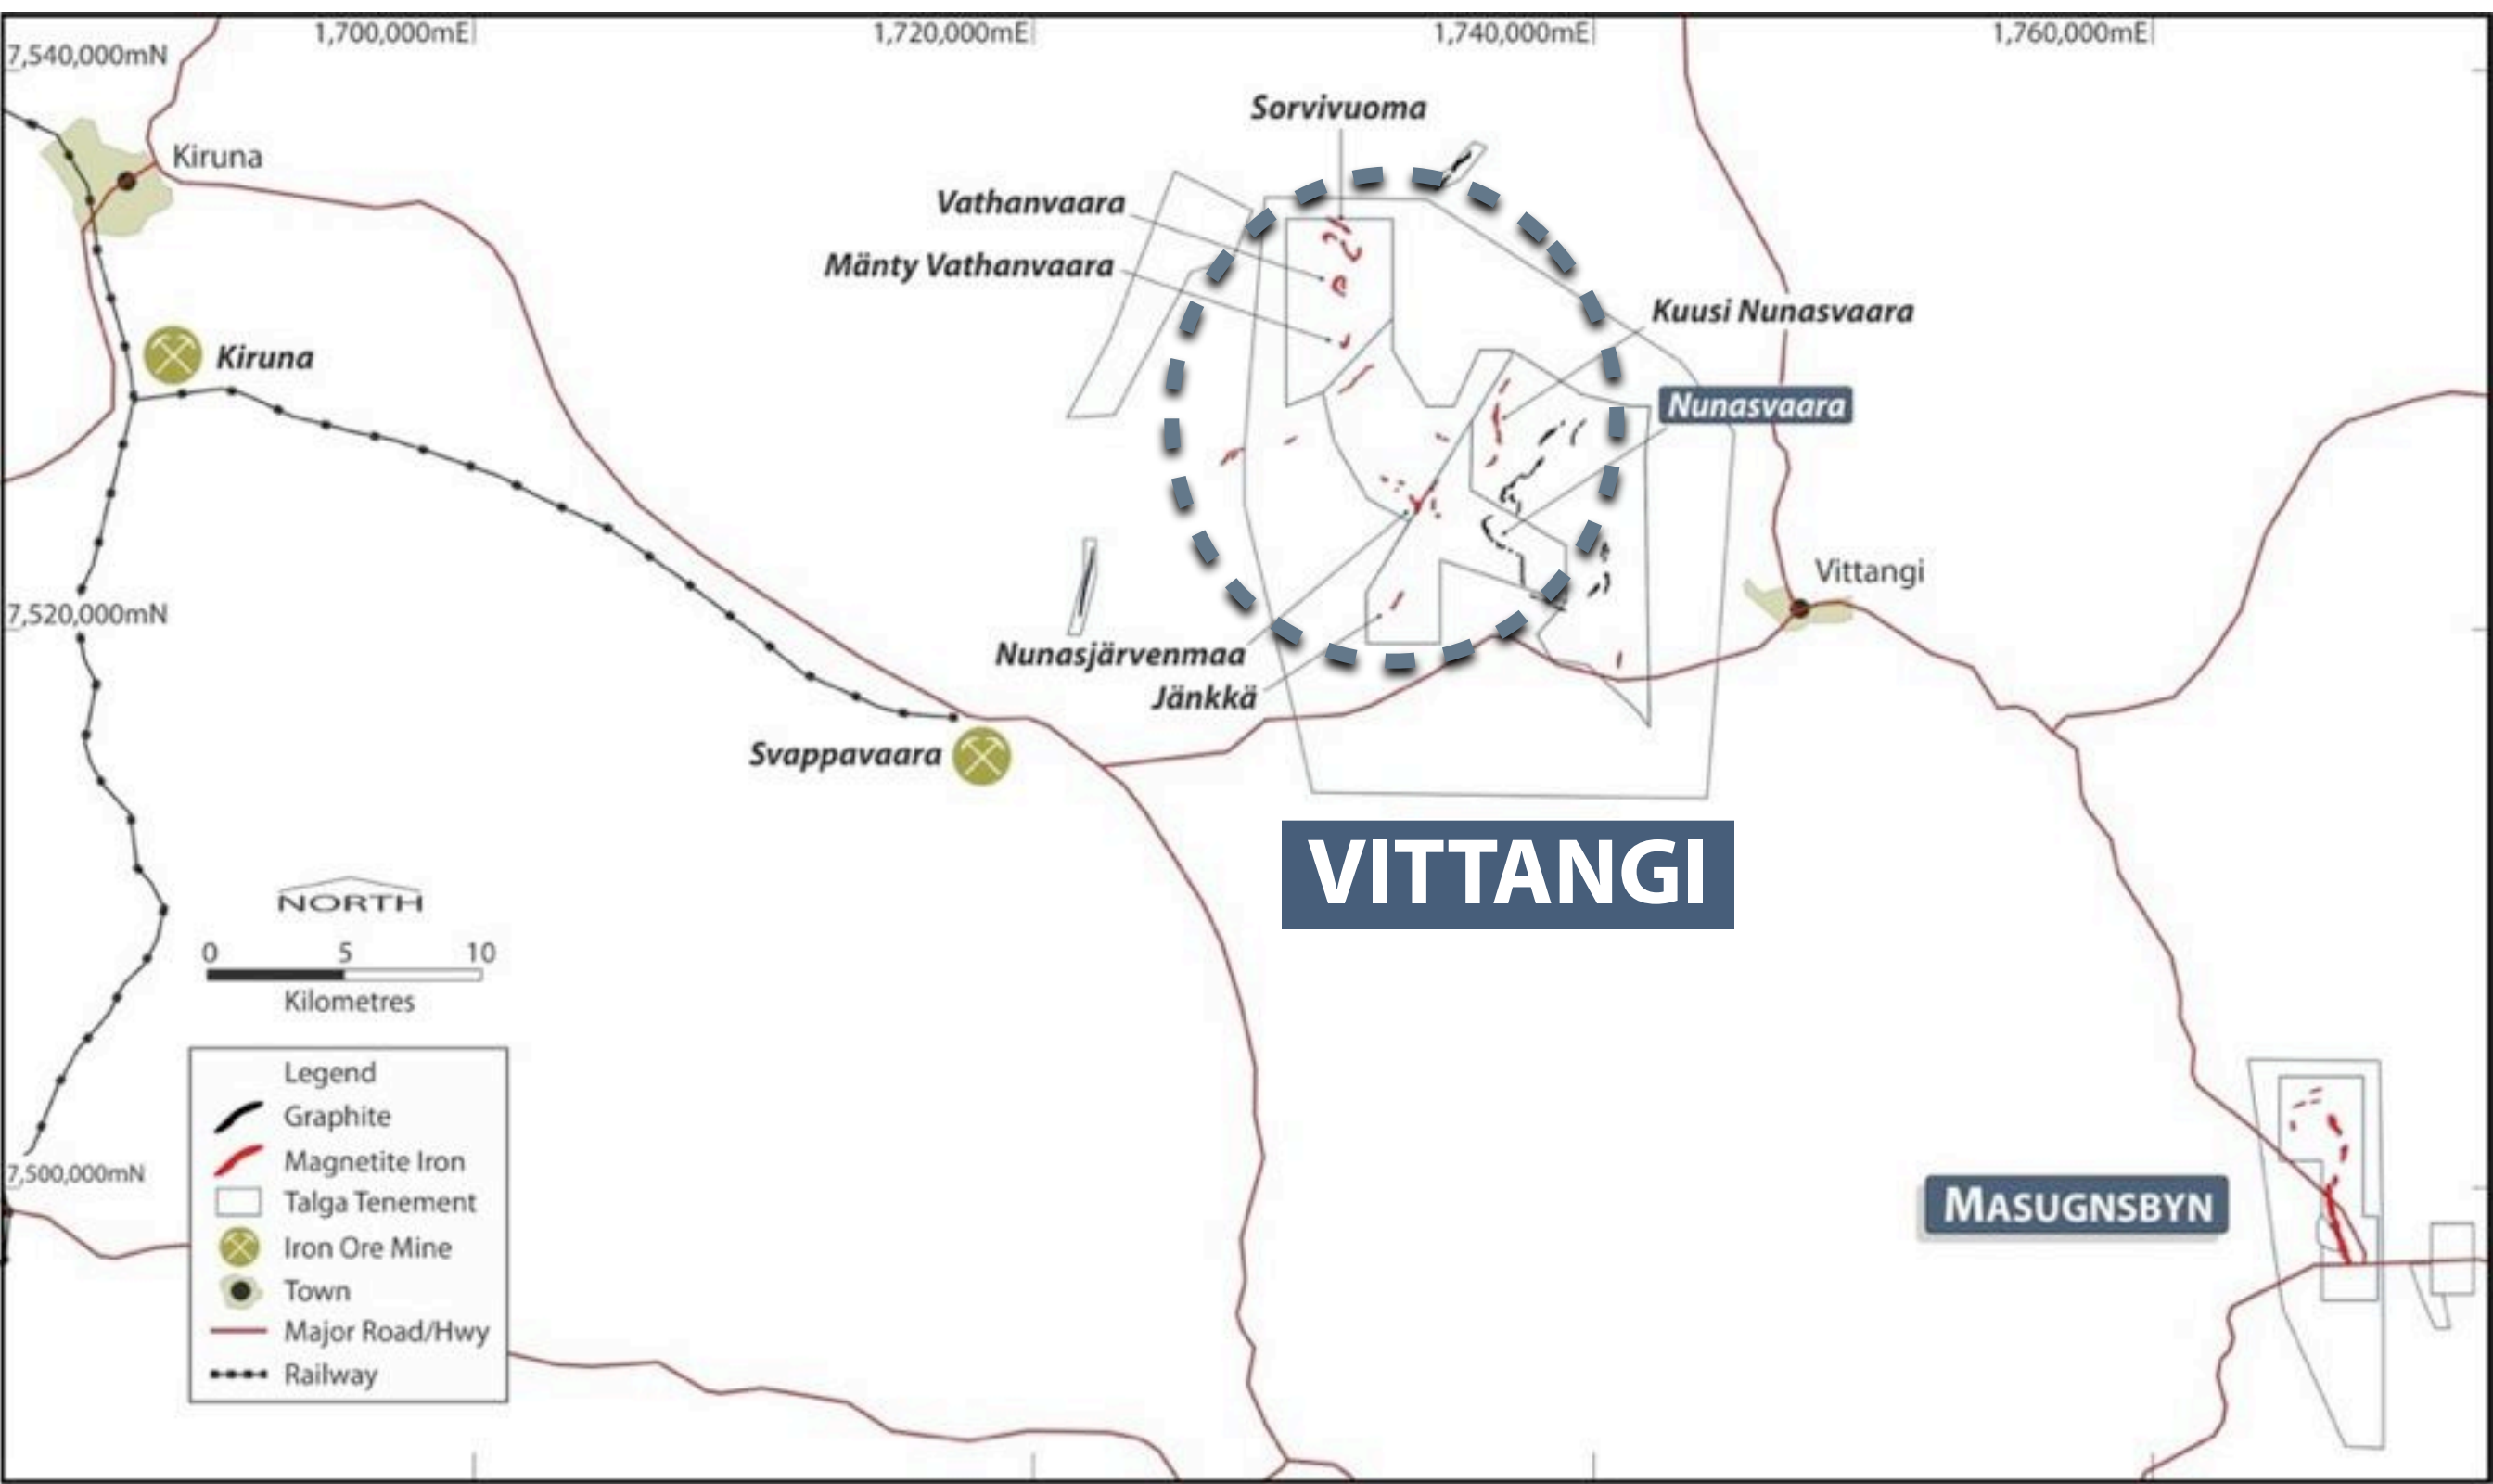 1,700,000mE
1,720,000mE
1,740,000mE
1,760,000mE
7,540,000mN
Sorvivuoma
Kiruna
Vathanvaara
Mänty Vathanvaara
Kuusi Nunasvaara
Kiruna
Nunasvaara
Vittangi
7,520,000mN
Nunasjärvenmaa
Jänkkä
Svappavaara
VITTANGI
NORTH
0 5 10
Kilometres
Legend
Graphite
Magnetite Iron
7,500,000mN
Talga Tenement
MASUGNSBYN
Iron Ore Mine
Town
Major Road/Hwy
Railway